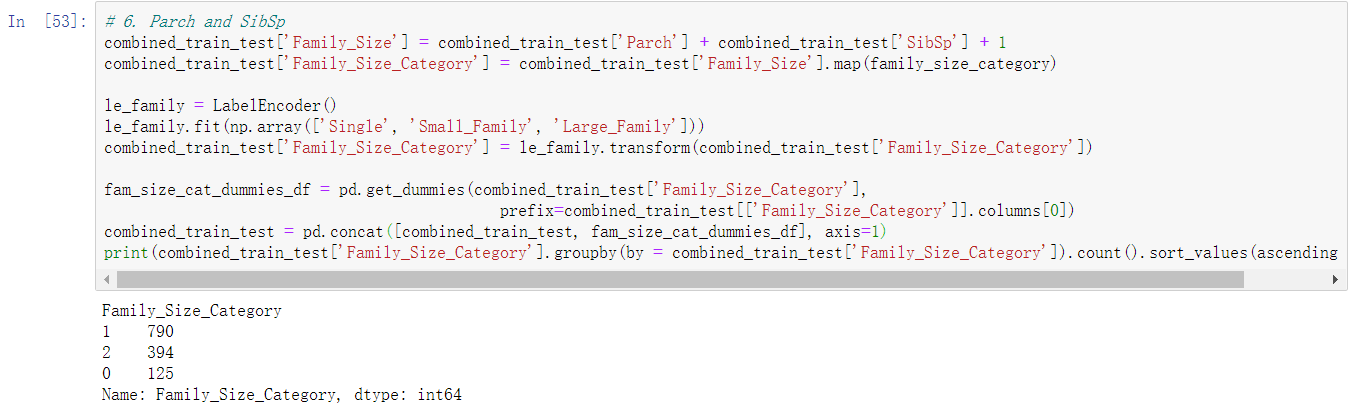 In [53]:
# 6. Parch and SibSp
combined_train_test['Family_Size'] = combined_train_test['Parch'] + combined_train_test['SibSp'] + 1
combined_train_test['Family_Size_Category'] = combined_train_test['Family_Size'].map(family_size_category)
le_family = LabelEncoder()
le_family.fit(np.array(['Single', 'Small_Family', 'Large_Family']))
combined_train_test['Family_Size_Category'] = le_family.transform(combined_train_test['Family_Size_Category'])
fam_size_cat_dummies_df = pd.get_dummies(combined_train_test['Family_Size_Category'],
prefix=combined_train_test[['Family_Size_Category']].columns[0])
combined_train_test = pd.concat([combined_train_test, fam_size_cat_dummies_df], axis=1)
print(combined_train_test['Family_Size_Category'].groupby(by = combined_train_test['Family_Size_Category']).count().sort_values(ascending
Family_Size_Category
1    790
2    394
0    125
Name: Family_Size_Category, dtype: int64